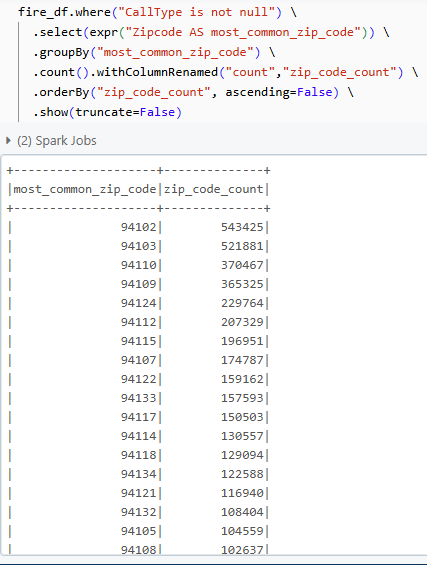 fire_df.where("CallType is not null") \
.select(expr("Zipcode AS most_common_zip_code")) \
.groupBy("most_common_zip_code") \
.count().withColumnRenamed("count","zip_code_count") \
.orderBy("zip_code_count", ascending=False) \
.show(truncate=False)
(2) Spark Jobs
+--------------------+--------------+
|most_common_zip_code|zip_code_count|
+--------------------+--------------+
|               94102|        543425|
|               94103|        521881|
|               94110|        370467|
|               94109|        365325|
|               94124|        229764|
|               94112|        207329|
|               94115|        196951|
|               94107|        174787|
|               94122|        159162|
|               94133|        157593|
|               94117|        150503|
|               94114|        130557|
|               94118|        129094|
|               94134|        122588|
|               94121|        116940|
|               94132|        108404|
|               94105|        104559|
|               94108|        102637|